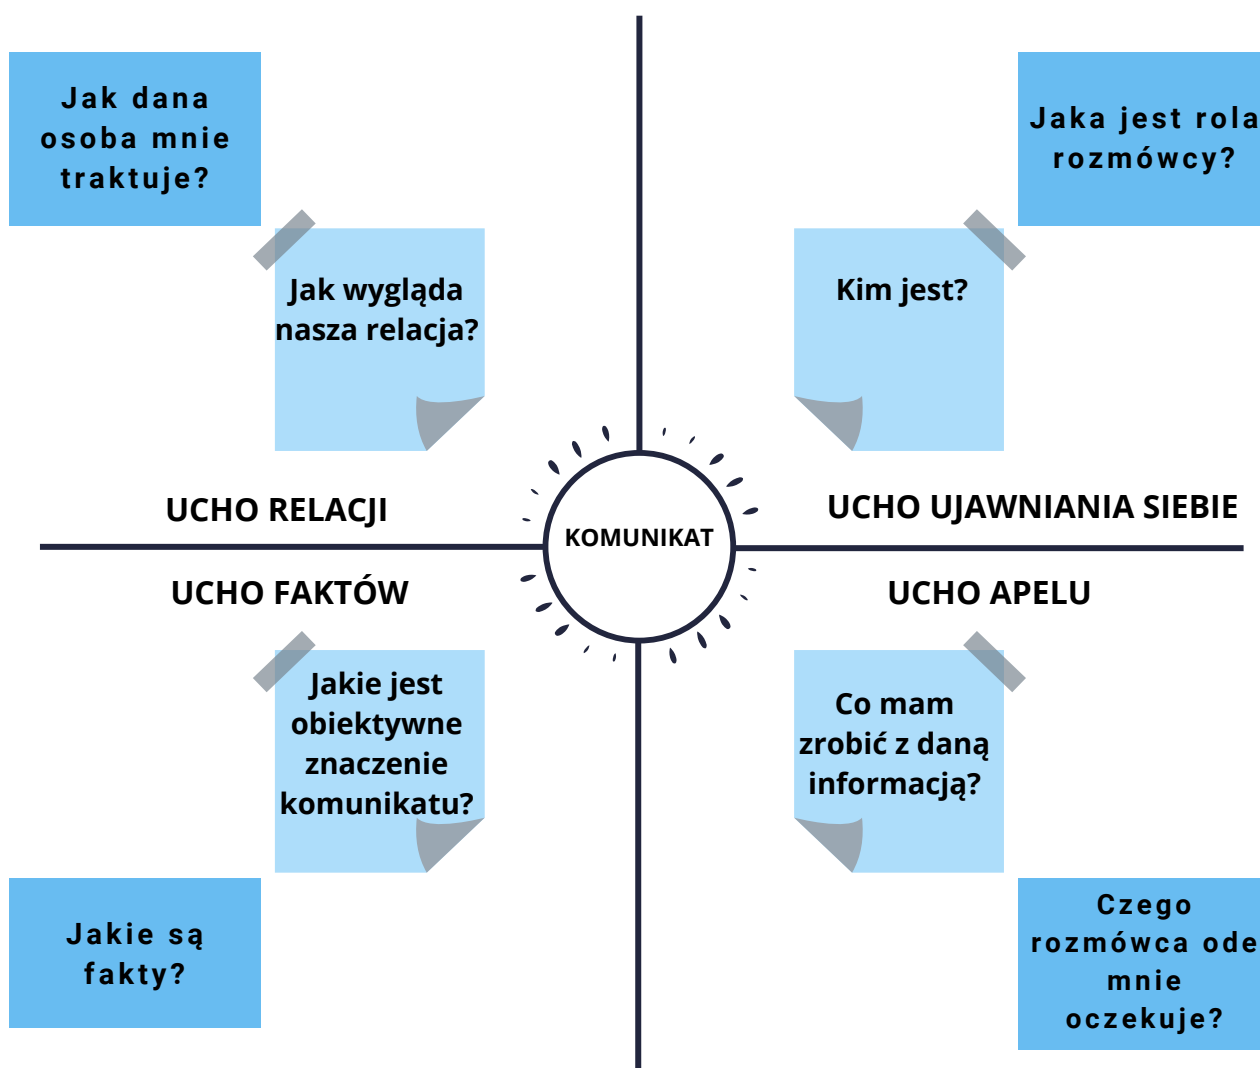 Jak dana
osoba mnie
traktuje?
Jak wygląda
nasza relacja?
UCHO RELACJI
Jaka jest rola
rozmówcy?
Kim jest?
UCHO UJAWNIANIA SIEBIE
KOMUNIKAT
UCHO FAKTÓW
Jakie jest
obiektywne
znaczenie
komunikatu?
Jakie są
fakty?
UCHO APELU
Co mam
zrobić z daną
informacją?
Czego
rozmówca ode
mnie
oczekuje?